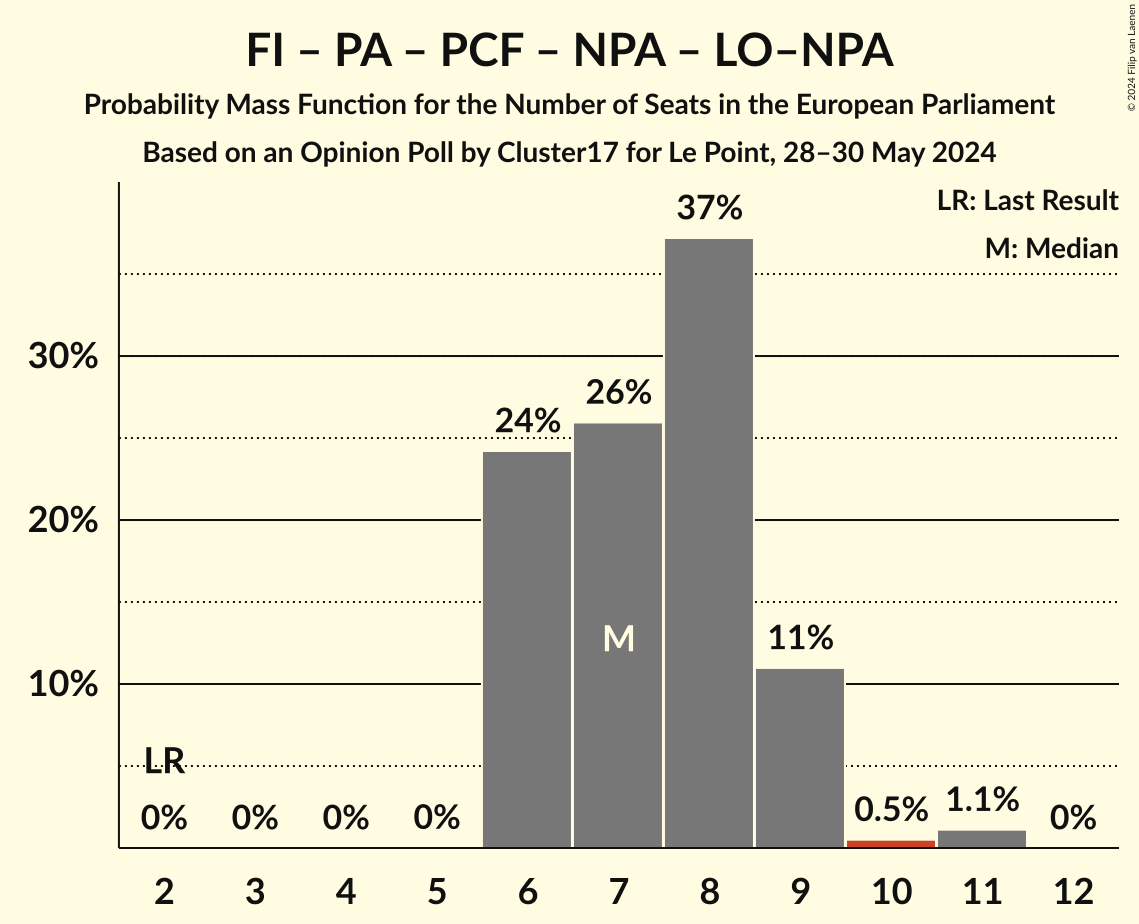 FI – PA – PCF – NPA – LO–NPA
Probability Mass Function for the Number of Seats in the European Parliament
Based on an Opinion Poll by Cluster17 for Le Point, 28–30 May 2024
© 2024 Filip van Laenen
LR: Last Result
M: Median
37%
30%
26%
24%
20%
M
11%
10%
LR
0%
0%
0%
0%
0.5%
1.1%
0%
2 3 4 5 6 7 8 9 10 11 12